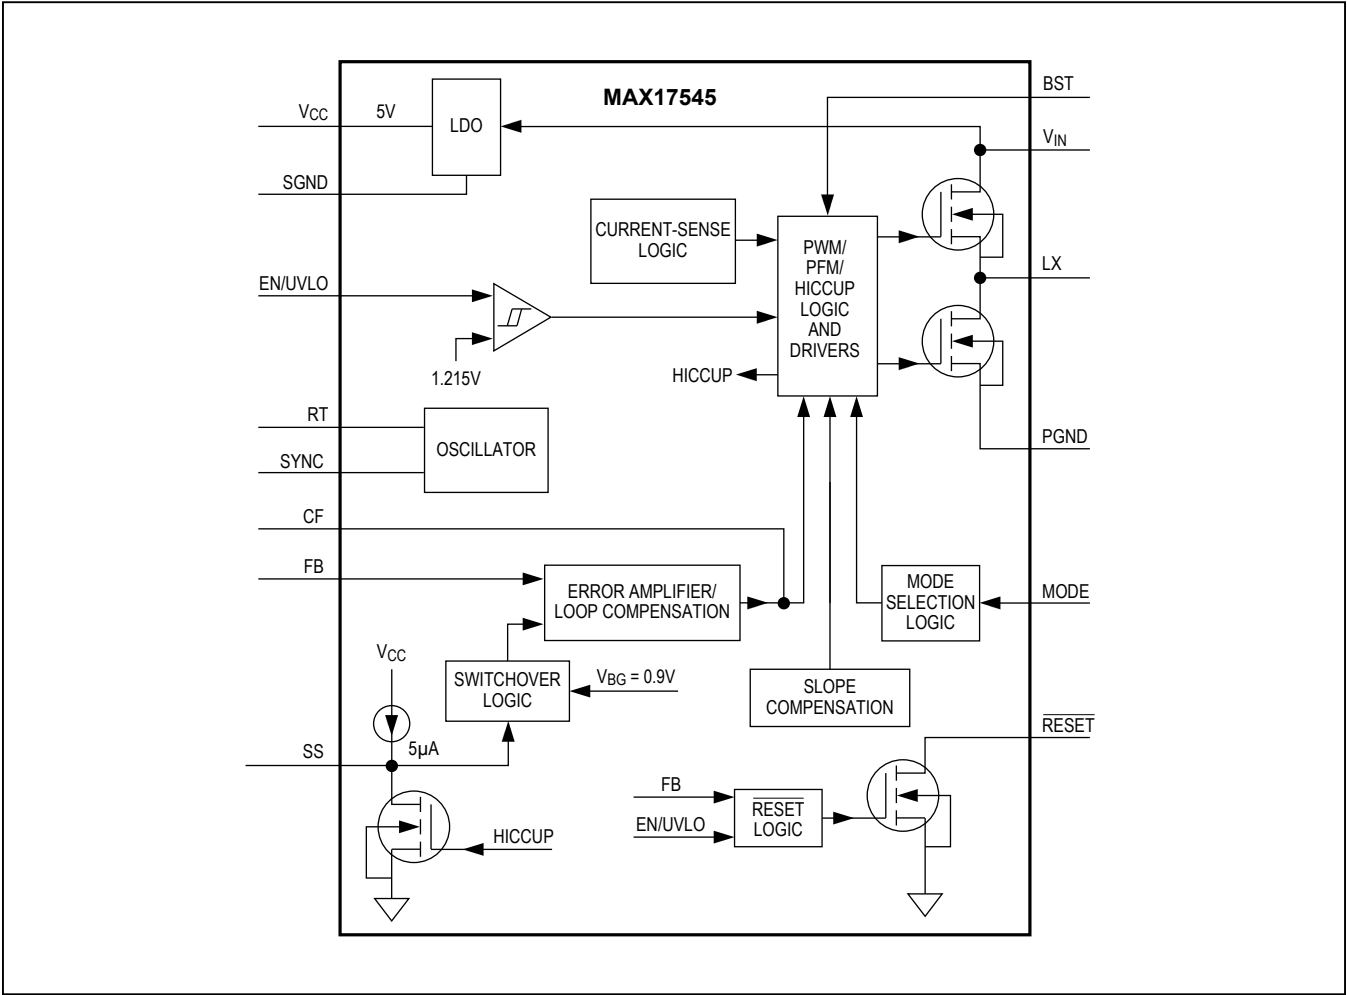 MAX17545
BST
VCC
5V
LDO
VIN
SGND
CURRENT-SENSE
LOGIC
PWM/
PFM/
HICCUP
LOGIC
AND
DRIVERS
LX
EN/UVLO
1.215V
HICCUP
RT
OSCILLATOR
SYNC
PGND
CF
FB
ERROR AMPLIFIER/
LOOP COMPENSATION
MODE
SELECTION
LOGIC
MODE
VCC
SWITCHOVER
LOGIC
VBG = 0.9V
SLOPE
COMPENSATION
RESET
SS
5µA
FB
EN/UVLO
RESET
LOGIC
HICCUP